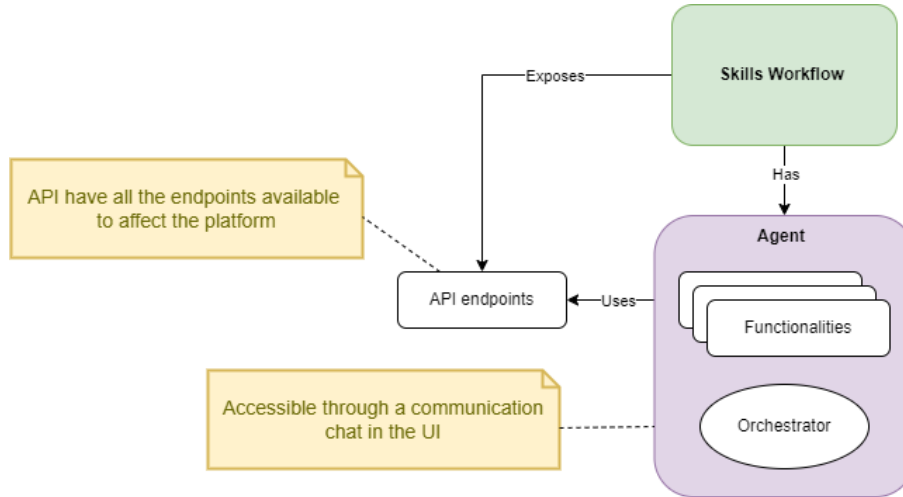 Skills Workflow
Exposes
Has
API have all the endpoints available
to affect the platform
Agent
API endpoints
Uses
Functionalities
Accessible through a communication
chat in the UI
Orchestrator